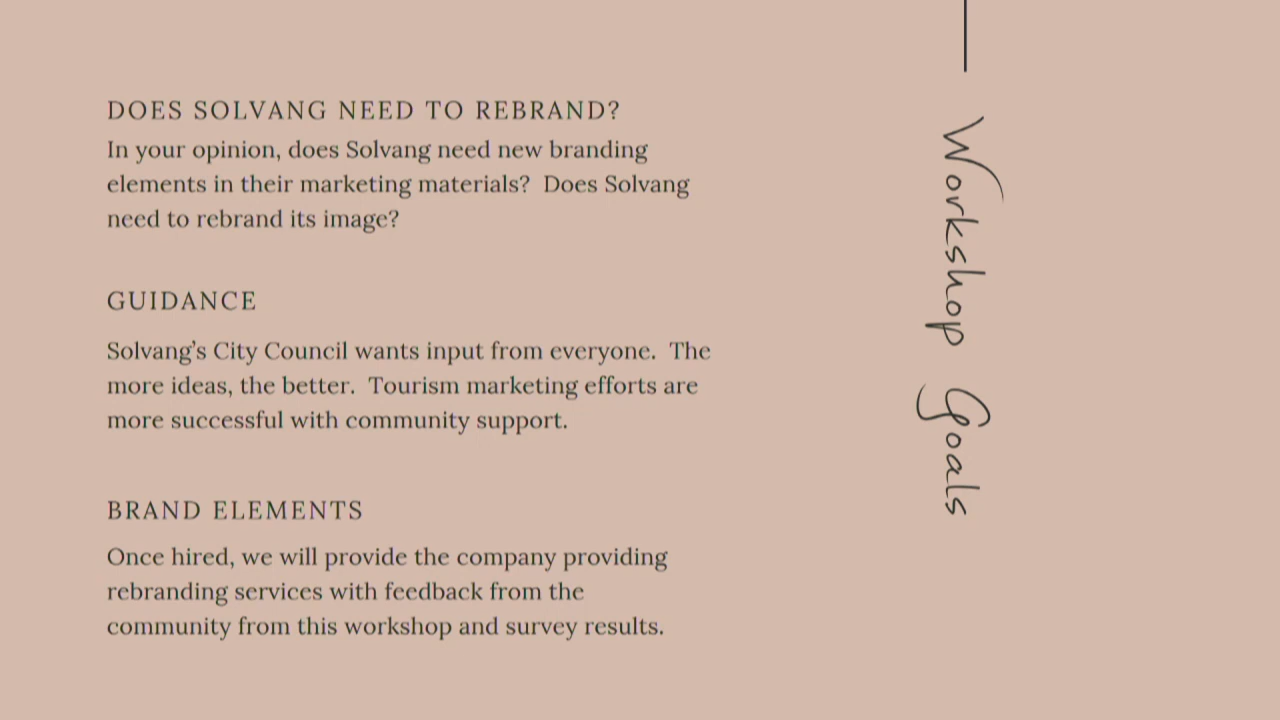 DOES SOLVANG NEED TO REBRAND?
In your opinion, does Solvang need new branding
elements in their marketing materials?  Does Solvang
need to rebrand its image?
GUIDANCE
Solvang’s City Council wants input from everyone.  The
more ideas, the better.  Tourism marketing efforts are
more successful with community support.
BRAND ELEMENTS
Once hired, we will provide the company providing
rebranding services with feedback from the
community from this workshop and survey results.
Workshop Goals